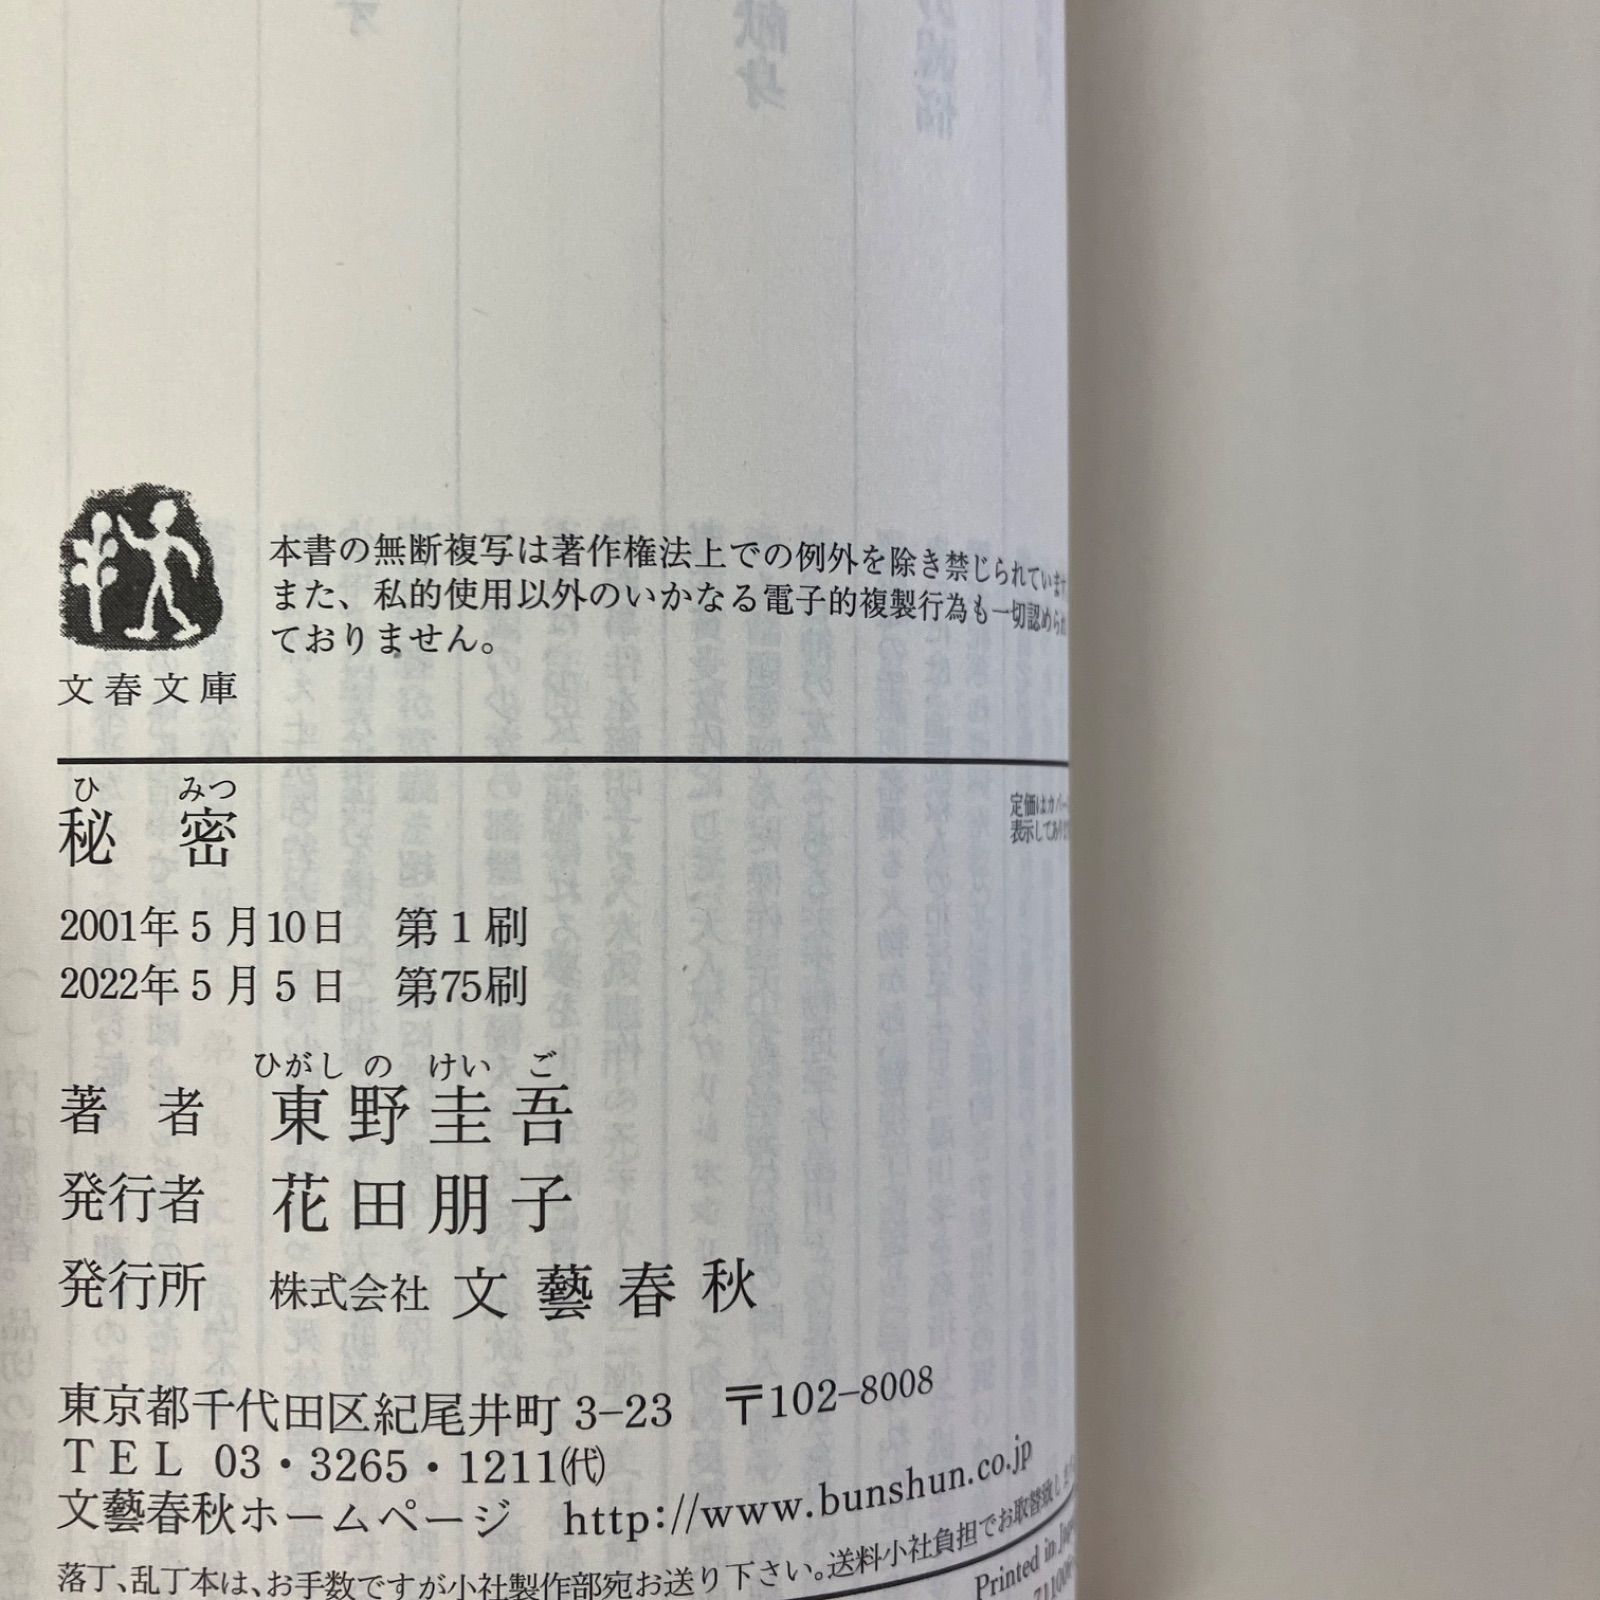 本書の無断複写は著作権法上での例外を除き禁じられています
また、私的使用以外のいかなる電子的複製行為も一切認められ
ておりません。
文春文庫
ひ みつ
秘 密
定価はカバー
表示してあります
2001年5月10日 第1刷
2022年5月5日 第75刷
ひがし の けい ご
著 者 東野圭吾
発行者 花田朋子
発行所 株式会社 文藝春秋
東京都千代田区紀尾井町 3-23 〒102-8008
TEL 03・3265・1211㈹
文藝春秋ホームページ http://www.bunshun.co.jp
落丁、乱丁本は、お手数ですが小社製作部宛お送り下さい。送料小社負担でお取替致し
Printed in Japan